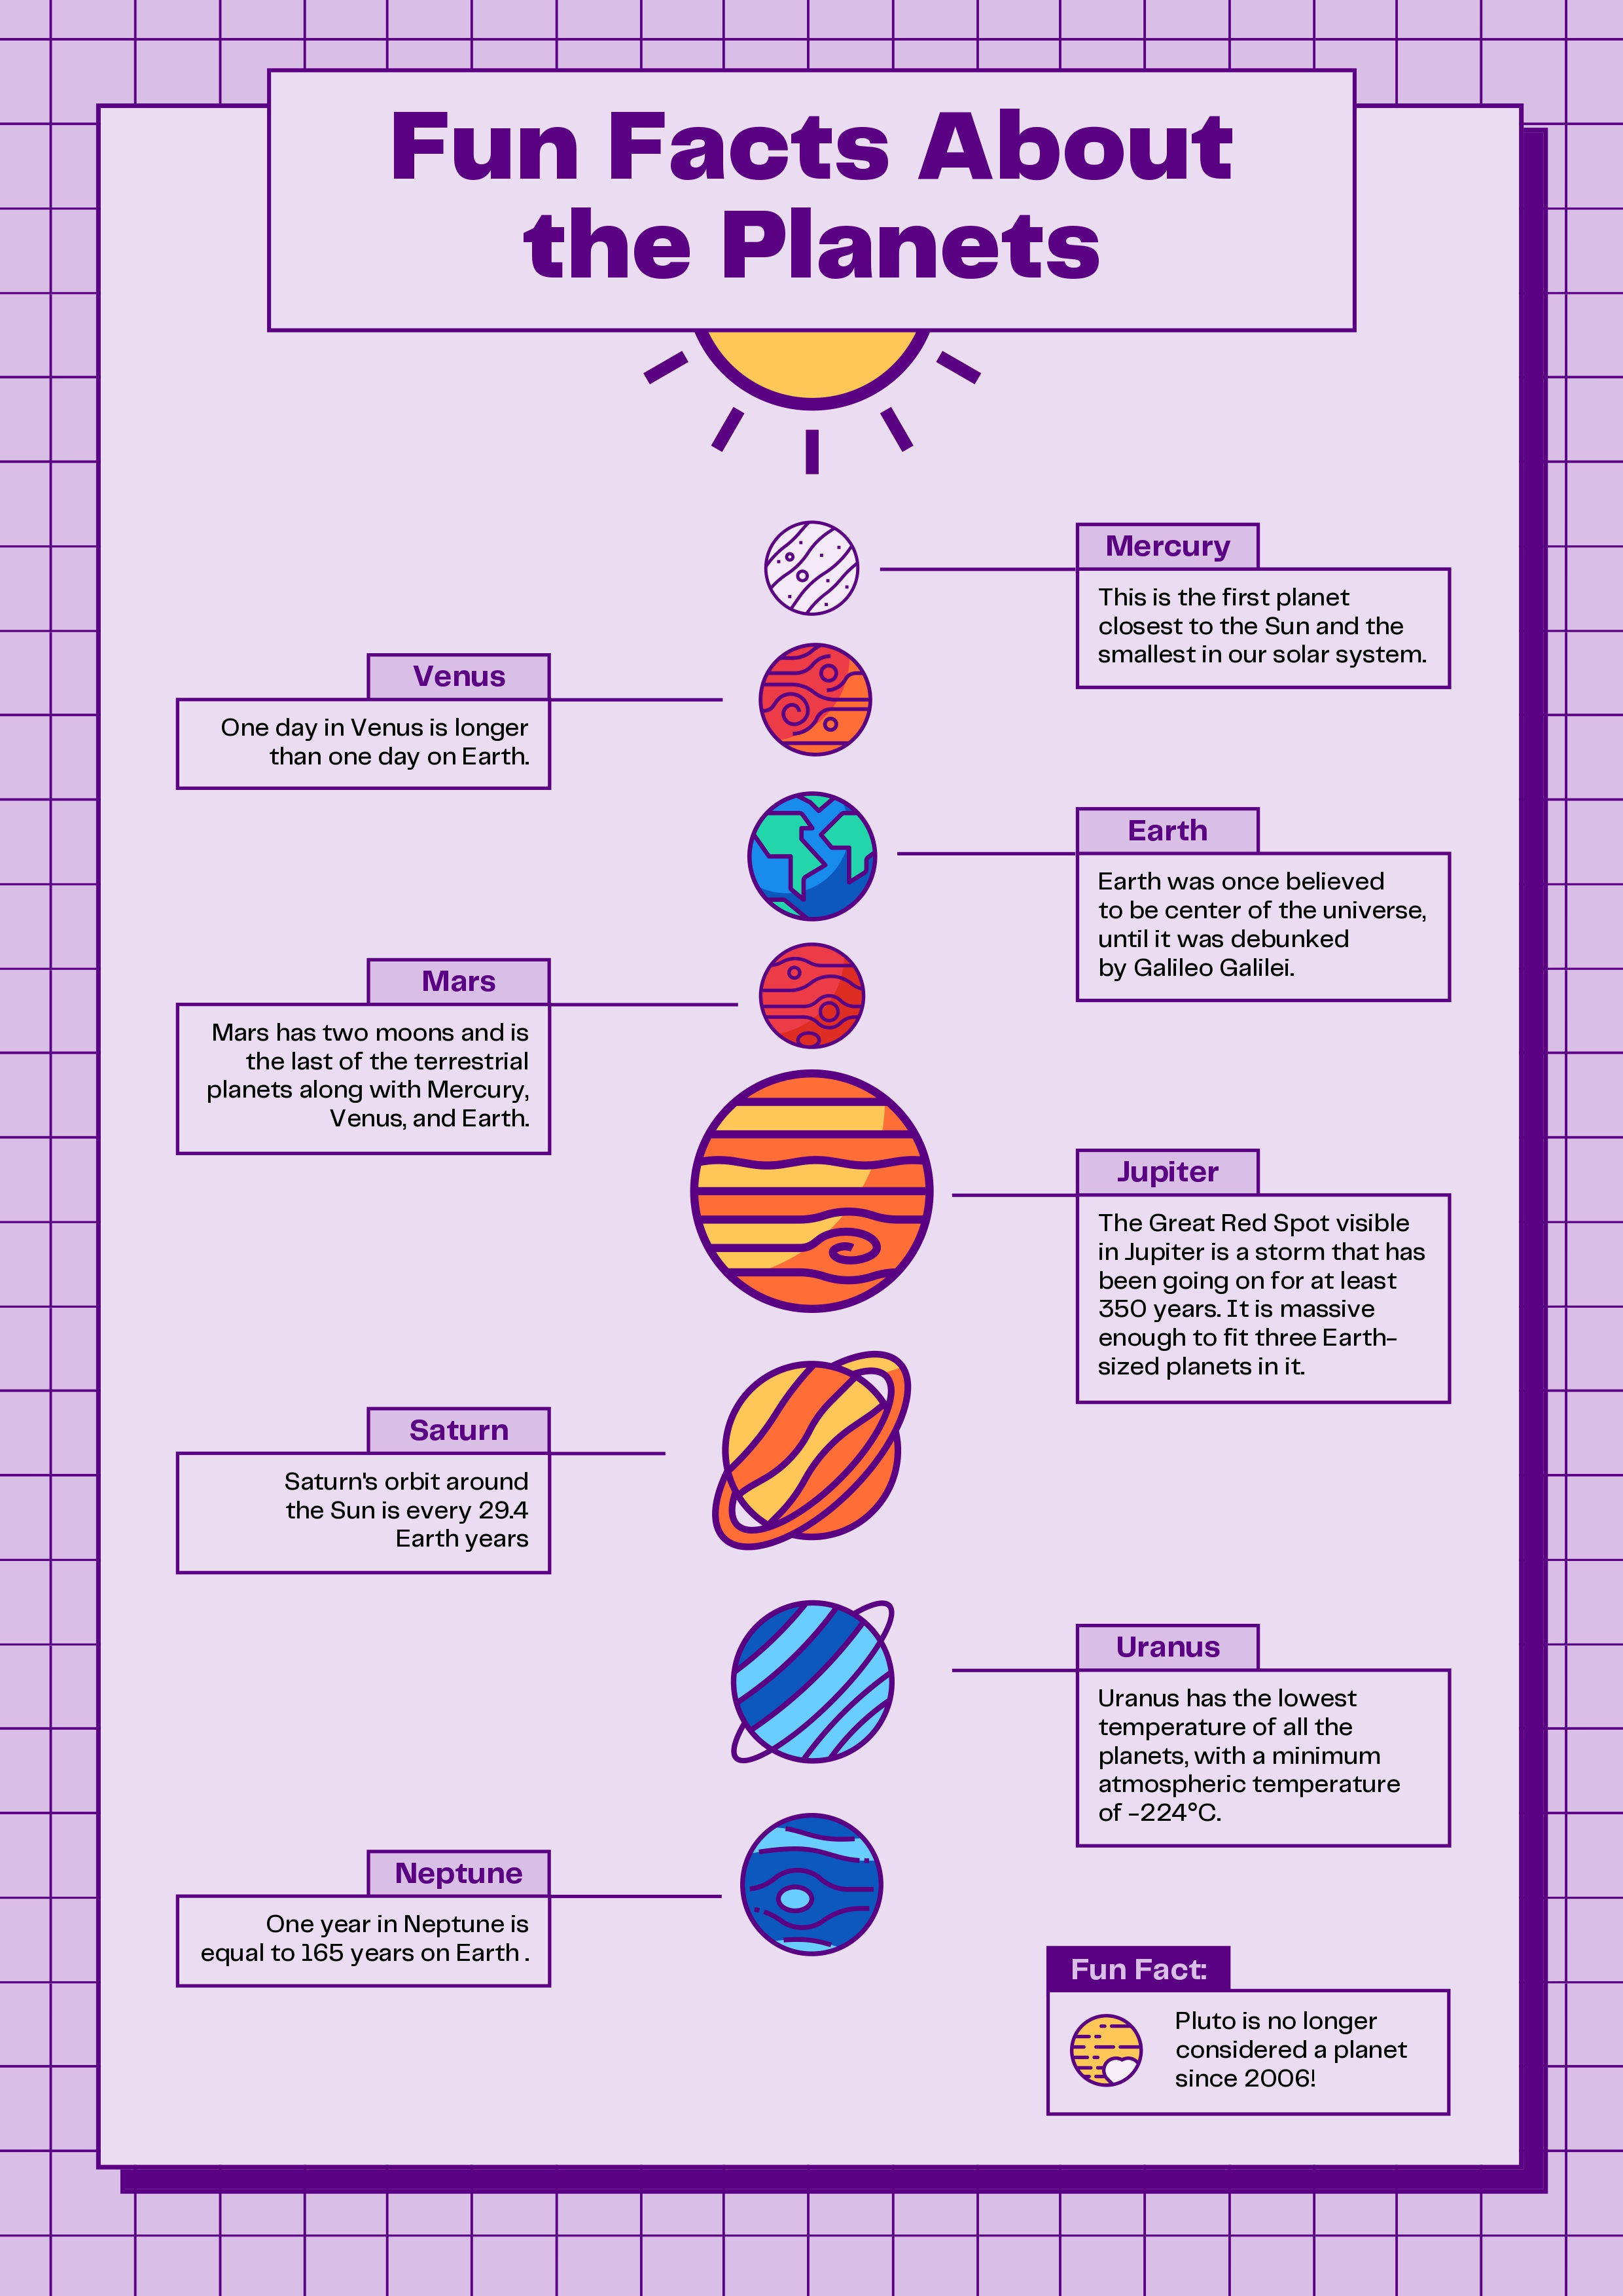 Fun Facts About
the Planets
Mercury
This is the first planet
closest to the Sun and the
smallest in our solar system.
Venus
One day in Venus is longer
than one day on Earth.
Earth
Earth was once believed
to be center of the universe,
until it was debunked
by Galileo Galilei.
Mars
Mars has two moons and is
the last of the terrestrial
planets along with Mercury,
Venus, and Earth.
Jupiter
The Great Red Spot visible
in Jupiter is a storm that has
been going on for at least
350 years. It is massive
enough to fit three Earth-
sized planets in it.
Saturn
Saturn's orbit around
the Sun is every 29.4
Earth years
Uranus
Uranus has the lowest
temperature of all the
planets, with a minimum
atmospheric temperature
of -224°C.
Neptune
One year in Neptune is
equal to 165 years on Earth .
Fun Fact:
Pluto is no longer
considered a planet
since 2006!